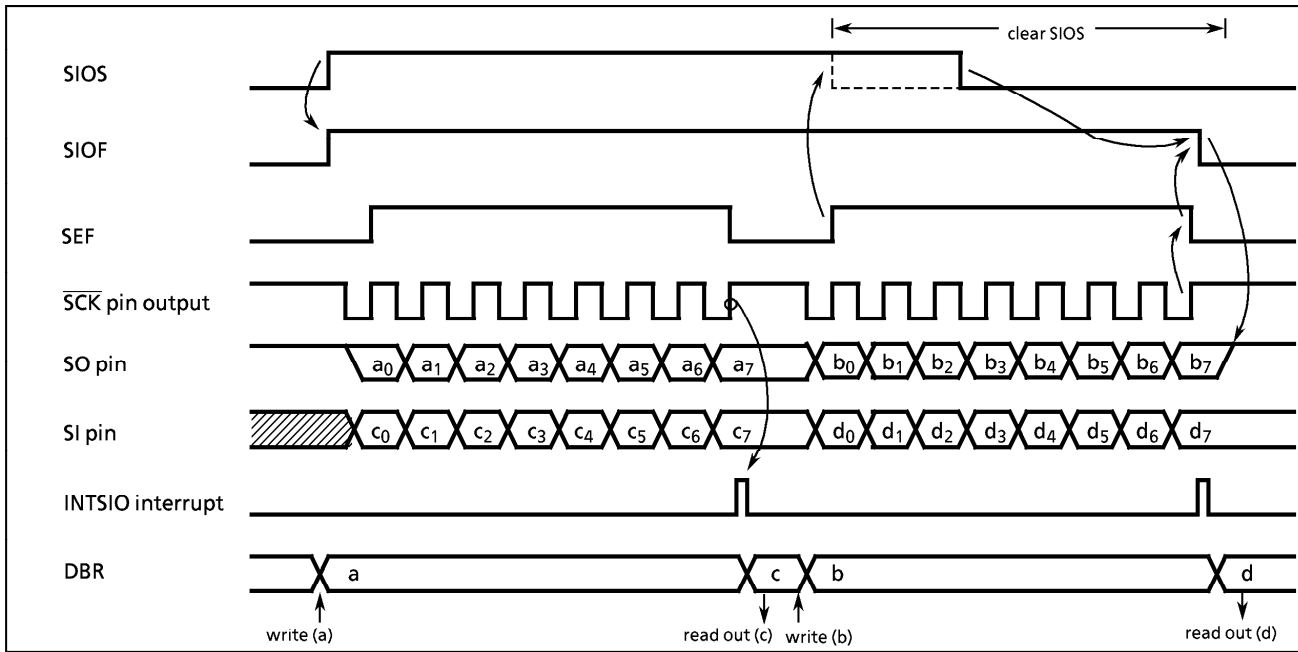 clear SIOS
SIOS
SIOF
SEF
SCK pin output
SO pin a0 a1 a2 a3 a4 a5 a6 a7 b0 b1 b2 b3 b4 b5 b6 b7
SI pin c0 c1 c2 c3 c4 c5 c6 c7 d0 d1 d2 d3 d4 d5 d6 d7
INTSIO interrupt
DBR a c b d
write (a) read out (c) write (b) read out (d)